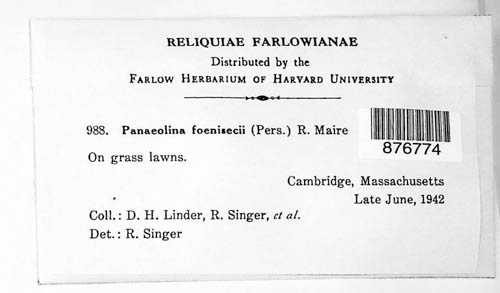 RELIQUIAE FARLOWIANAE
Distributed by the
FARLOW HERBARIUM OF HARVARD UNIVERSITY
988. Panaeolina foenisecii (Pers.) R. Maire
876774
On grass lawns.
Cambridge, Massachusetts
Late June, 1942
Coll.: D. H. Linder, R. Singer, et al.
Det.: R. Singer